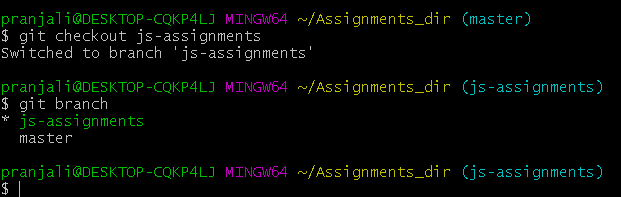 pranjali@DESKTOP-CQKP4LJ MINGW64 ~/Assignments_dir (master)
$ git checkout js-assignments
Switched to branch 'js-assignments'
pranjali@DESKTOP-CQKP4LJ MINGW64 ~/Assignments_dir (js-assignments)
$ git branch
* js-assignments
  master
pranjali@DESKTOP-CQKP4LJ MINGW64 ~/Assignments_dir (js-assignments)
$